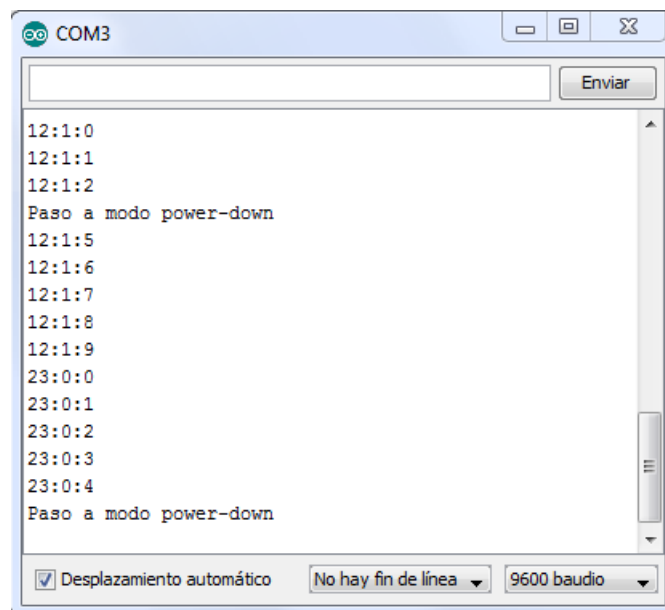 COM3
Enviar
12:1:0
12:1:1
12:1:2
Paso a modo power-down
12:1:5
12:1:6
12:1:7
12:1:8
12:1:9
23:0:0
23:0:1
23:0:2
23:0:3
23:0:4
Paso a modo power-down
Desplazamiento automático No hay fin de línea 9600 baudio